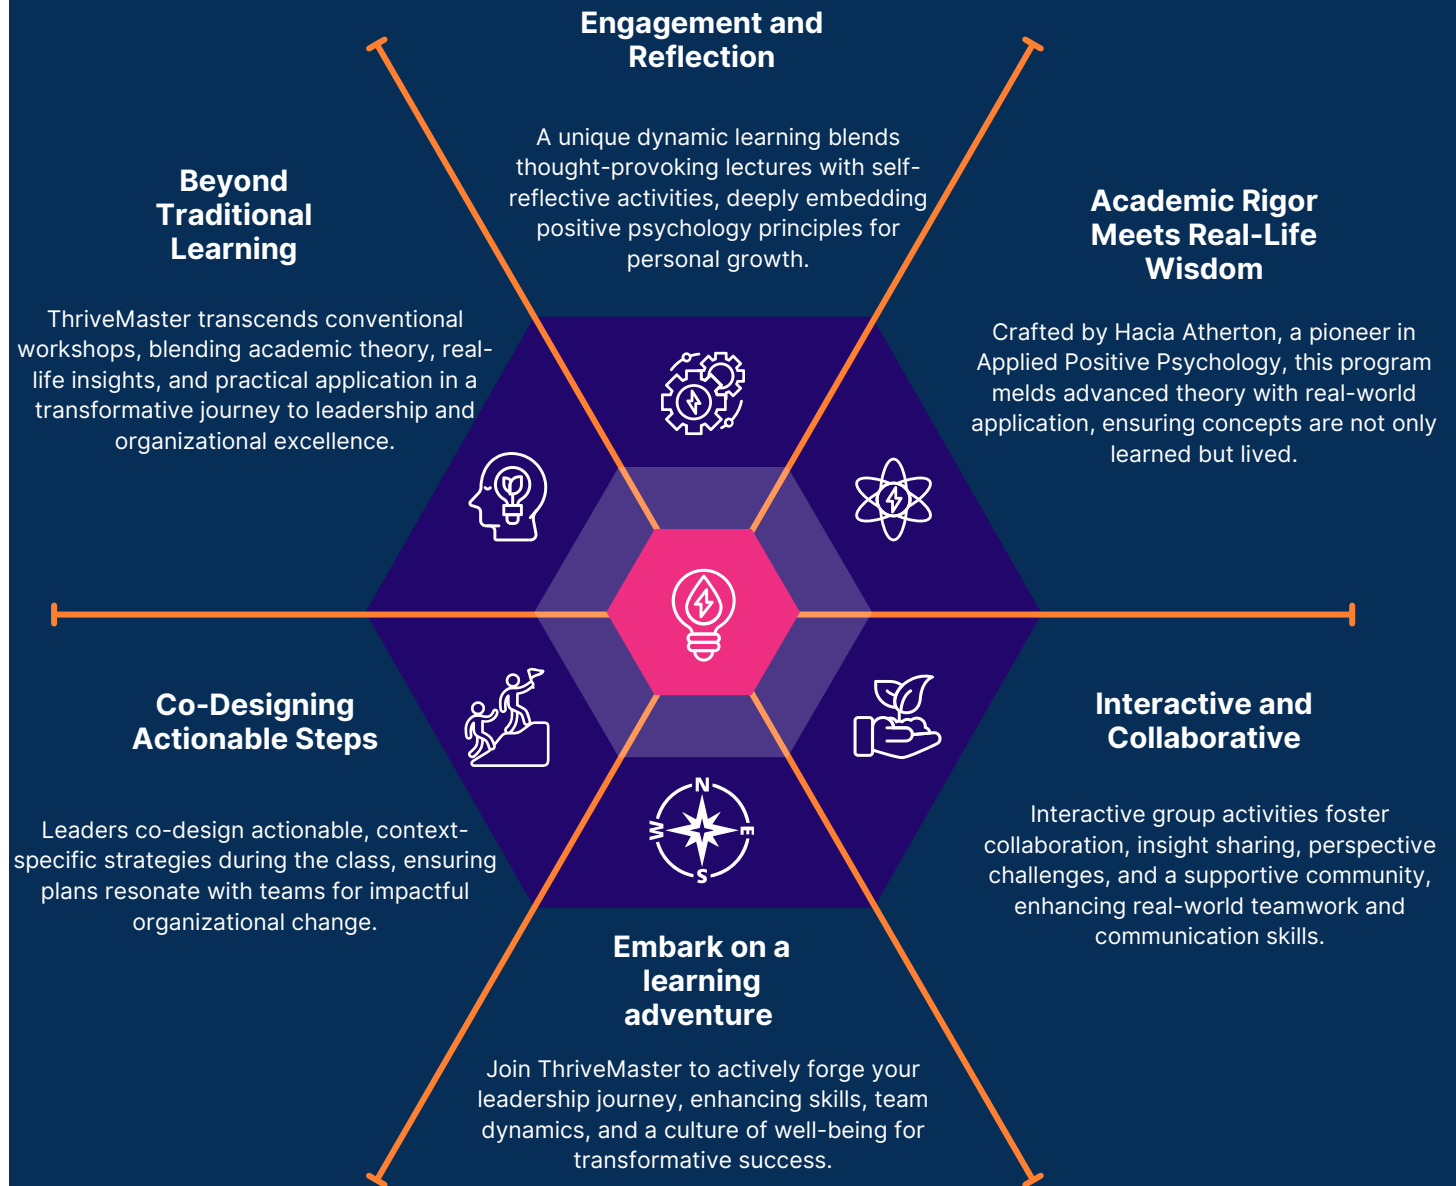 Engagement and
Reflection
A unique dynamic learning blends
thought-provoking lectures with self-
reflective activities, deeply embedding
positive psychology principles for
personal growth.
Beyond
Traditional
Learning
ThriveMaster transcends conventional
workshops, blending academic theory, real-
life insights, and practical application in a
transformative journey to leadership and
organizational excellence.
Academic Rigor
Meets Real-Life
Wisdom
Crafted by Hacia Atherton, a pioneer in
Applied Positive Psychology, this program
melds advanced theory with real-world
application, ensuring concepts are not only
learned but lived.
Co-Designing
Actionable Steps
Leaders co-design actionable, context-
specific strategies during the class, ensuring
plans resonate with teams for impactful
organizational change.
N
W
E
S
Interactive and
Collaborative
Interactive group activities foster
collaboration, insight sharing, perspective
challenges, and a supportive community,
enhancing real-world teamwork and
communication skills.
Embark on a
learning
adventure
Join ThriveMaster to actively forge your
leadership journey, enhancing skills, team
dynamics, and a culture of well-being for
transformative success.